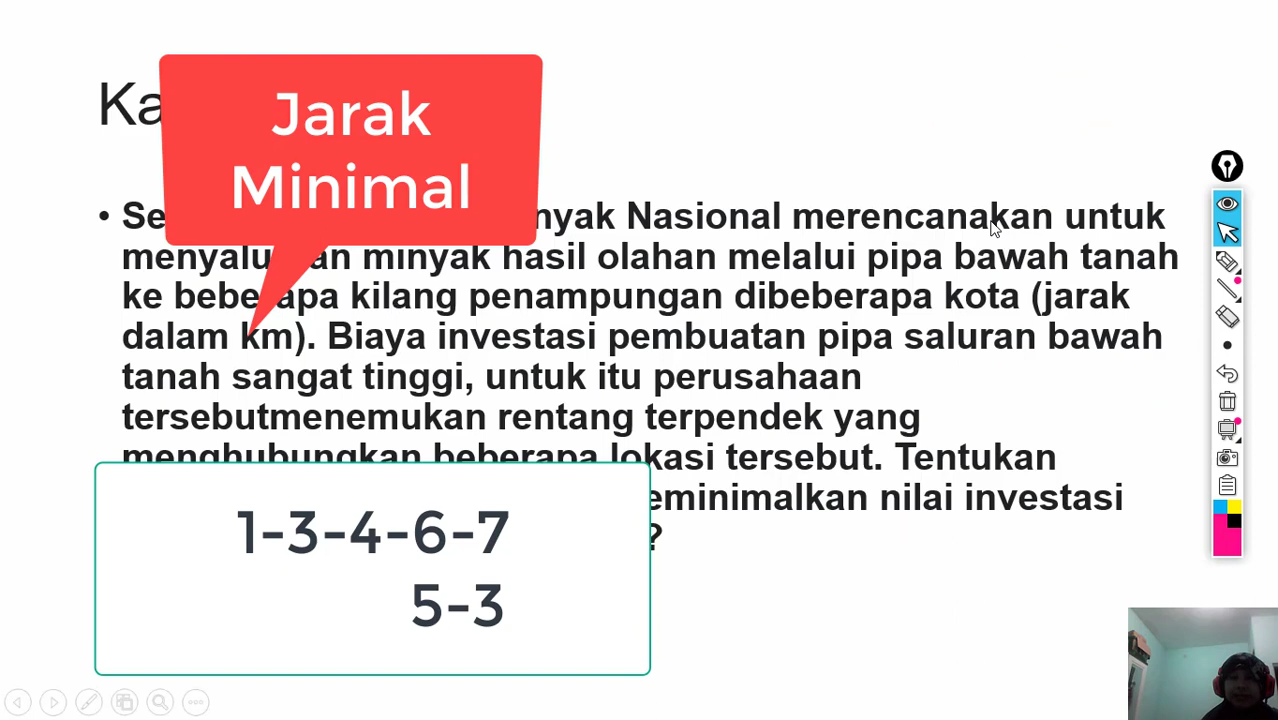 Ka
Jarak
Minimal
• Se nyak Nasional merencanakan untuk
menyalu an minyak hasil olahan melalui pipa bawah tanah
ke beberapa kilang penampungan dibeberapa kota (jarak
dalam km). Biaya investasi pembuatan pipa saluran bawah
tanah sangat tinggi, untuk itu perusahaan
tersebutmenemukan rentang terpendek yang
menghubungkan beberapa lokasi tersebut. Tentukan
eminimalkan nilai investasi
?
1-3-4-6-7
5-3